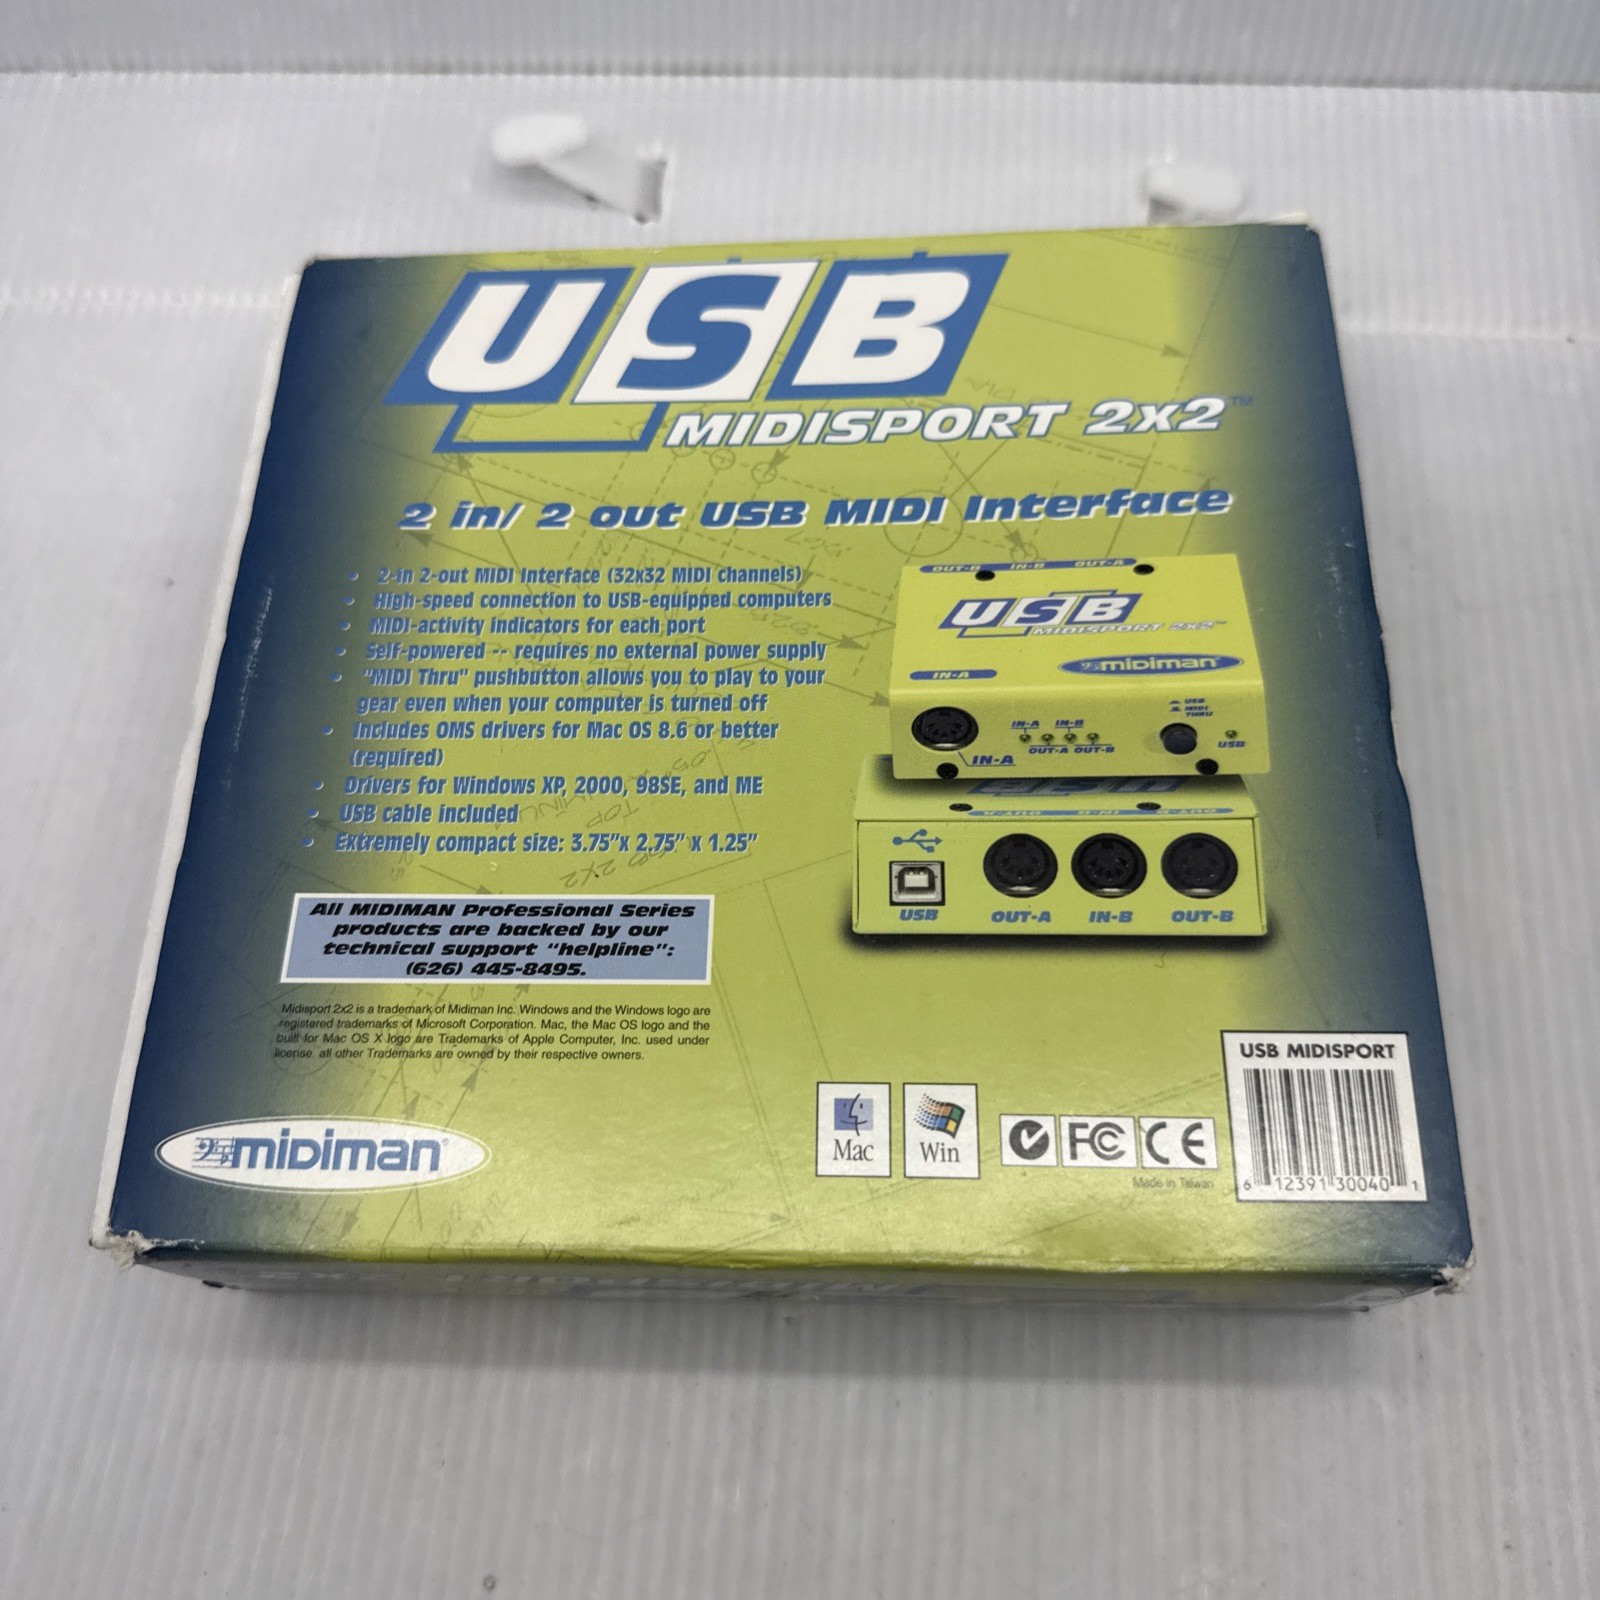 USB
MIDISPORT 2x2™
2 in/ 2 out USB MIDI Interface
• 2-in 2-out MIDI Interface (32x32 MIDI channels)
• High-speed connection to USB-equipped computers
• MIDI-activity indicators for each port
• Self-powered -- requires no external power supply
• "MIDI Thru" pushbutton allows you to play to your
gear even when your computer is turned off
• Includes OMS drivers for Mac OS 8.6 or better
(required)
• Drivers for Windows XP, 2000, 98SE, and ME
• USB cable included
• Extremely compact size: 3.75"x 2.75" x 1.25"
OUT-B IN-B OUT-A
USB
MIDISPORT 2x2™
midiman
IN-A
USB
MIDI
THRU
IN-A IN-B
OUT-A OUT-B
USB
IN-A
USB OUT-A IN-B OUT-B
All MIDIMAN Professional Series
products are backed by our
technical support "helpline":
(626) 445-8495.
Midisport 2x2 is a trademark of Midiman Inc. Windows and the Windows logo are
registered trademarks of Microsoft Corporation. Mac, the Mac OS logo and the
built for Mac OS X logo are Trademarks of Apple Computer, Inc. used under
license. all other Trademarks are owned by their respective owners.
midiman®
Mac
Win
FC CE
Made in Taiwan
USB MIDISPORT
6 12391 30040 1